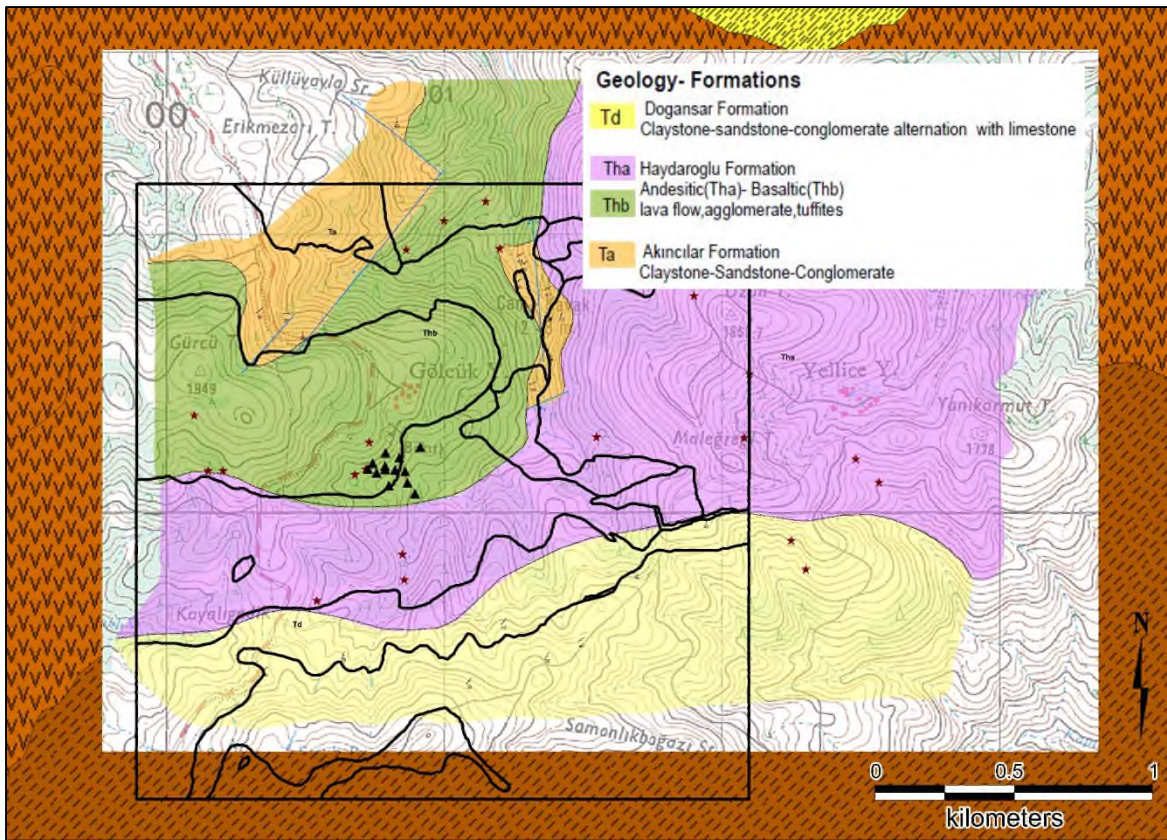 Geology- Formations
Td
Dogansar Formation
Claystone-sandstone-conglomerate alternation with limestone
Tha
Haydaroglu Formation
Thb
Andesitic(Tha)- Basaltic(Thb)
lava flow,agglomerate,tuffites
Ta
Akıncılar Formation
Claystone-Sandstone-Conglomerate
Küllüyayla Sr.
00
01
Erikmezarı T.
Ta
Thb
Gürcü
1949
Gölcük
Tha
Yellice Y.
Yanıkarmut T.
1778
Td
Samanlıkboğazı Sr
N
0
0.5
1
kilometers